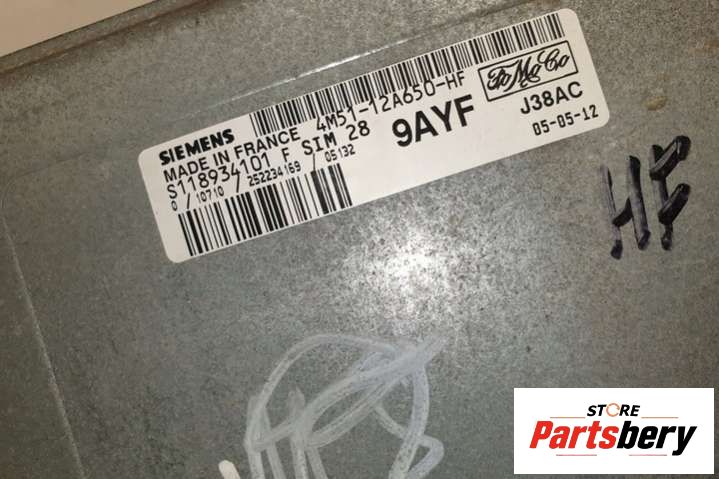 SIEMENS
MADE IN FRANCE
4M51-12A650-HF
S118934101 F SIM 28
0 / 10710 / 252234169 / 05132
9AYF
FoMoCo
J38AC
05-05-12
HF
STORE
Partsbery